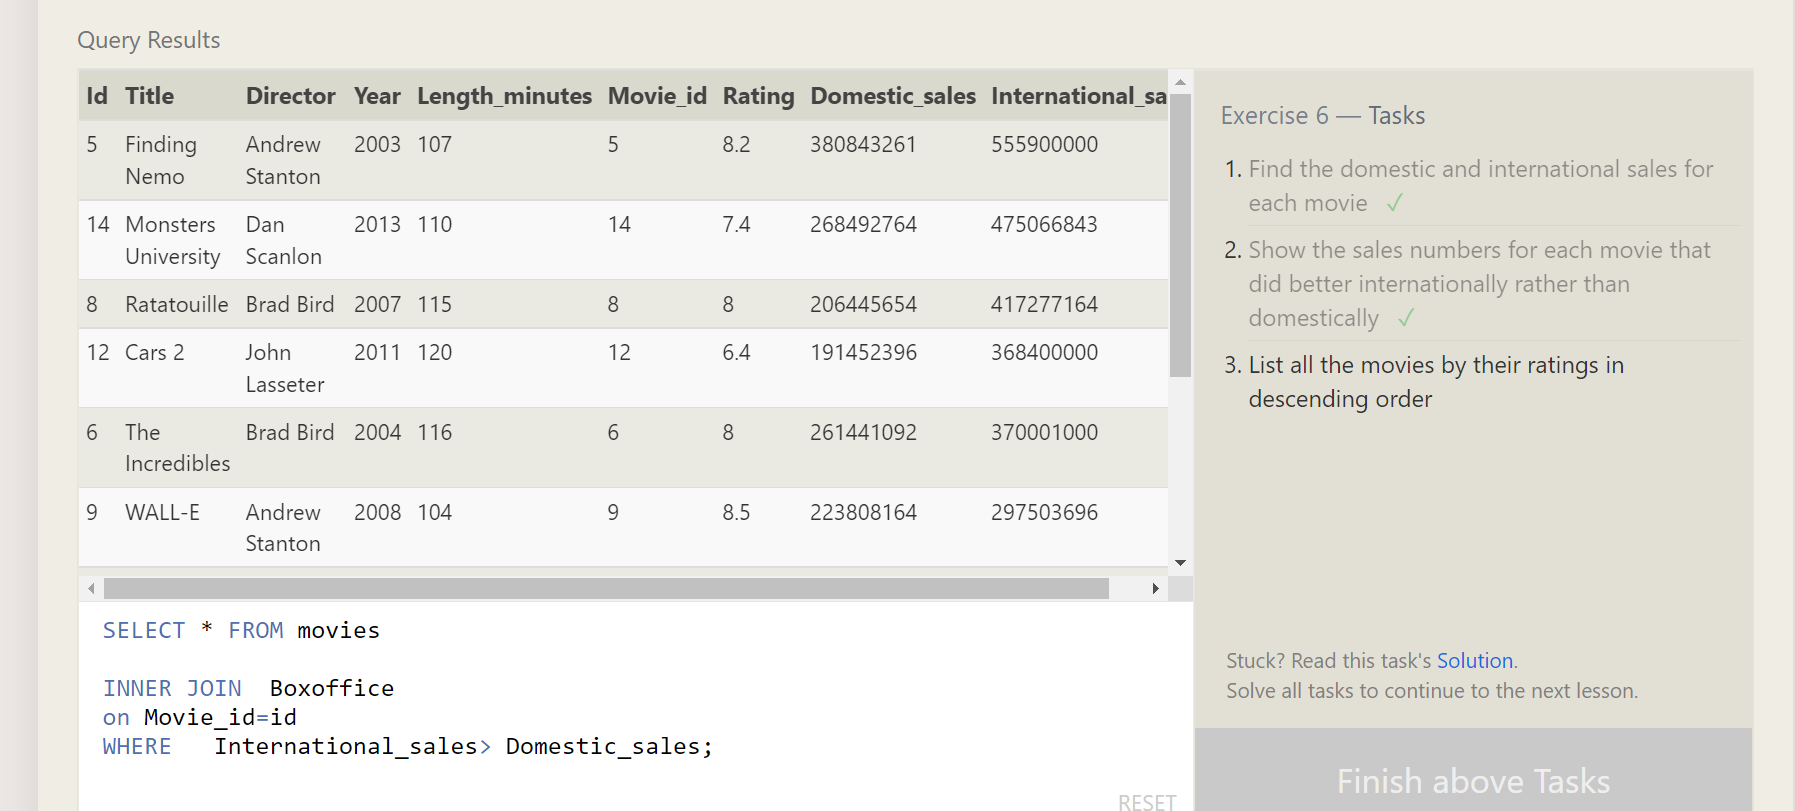 Query Results
Id Title Director Year Length_minutes Movie_id Rating Domestic_sales International_sa
5 Finding Andrew 2003 107 5 8.2 380843261 555900000
Nemo Stanton
14 Monsters Dan 2013 110 14 7.4 268492764 475066843
University Scanlon
8 Ratatouille Brad Bird 2007 115 8 8 206445654 417277164
12 Cars 2 John 2011 120 12 6.4 191452396 368400000
Lasseter
6 The Brad Bird 2004 116 6 8 261441092 370001000
Incredibles
9 WALL-E Andrew 2008 104 9 8.5 223808164 297503696
Stanton
SELECT * FROM movies
INNER JOIN  Boxoffice
on Movie_id=id
WHERE   International_sales> Domestic_sales;
RESET
Exercise 6 — Tasks
1. Find the domestic and international sales for
each movie ✓
2. Show the sales numbers for each movie that
did better internationally rather than
domestically ✓
3. List all the movies by their ratings in
descending order
Stuck? Read this task's Solution.
Solve all tasks to continue to the next lesson.
Finish above Tasks